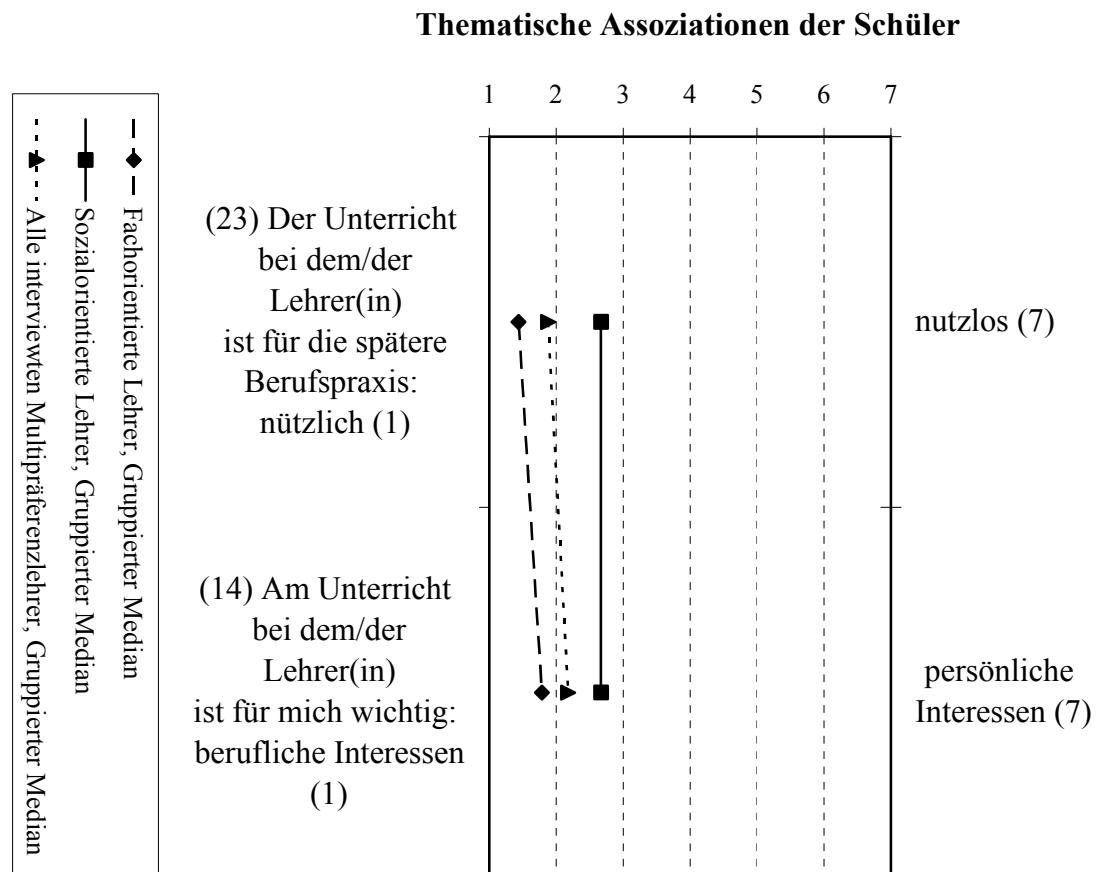 Thematische Assoziationen der Schüler
1 2 3 4 5 6 7
(23) Der Unterricht
bei dem/der
Lehrer(in)
ist für die spätere
Berufspraxis:
nützlich (1)
nutzlos (7)
(14) Am Unterricht
bei dem/der
Lehrer(in)
ist für mich wichtig:
berufliche Interessen
(1)
persönliche
Interessen (7)
Fachorientierte Lehrer, Gruppierter Median
Sozialorientierte Lehrer, Gruppierter Median
Alle interviewten Multipräferenzlehrer, Gruppierter Median